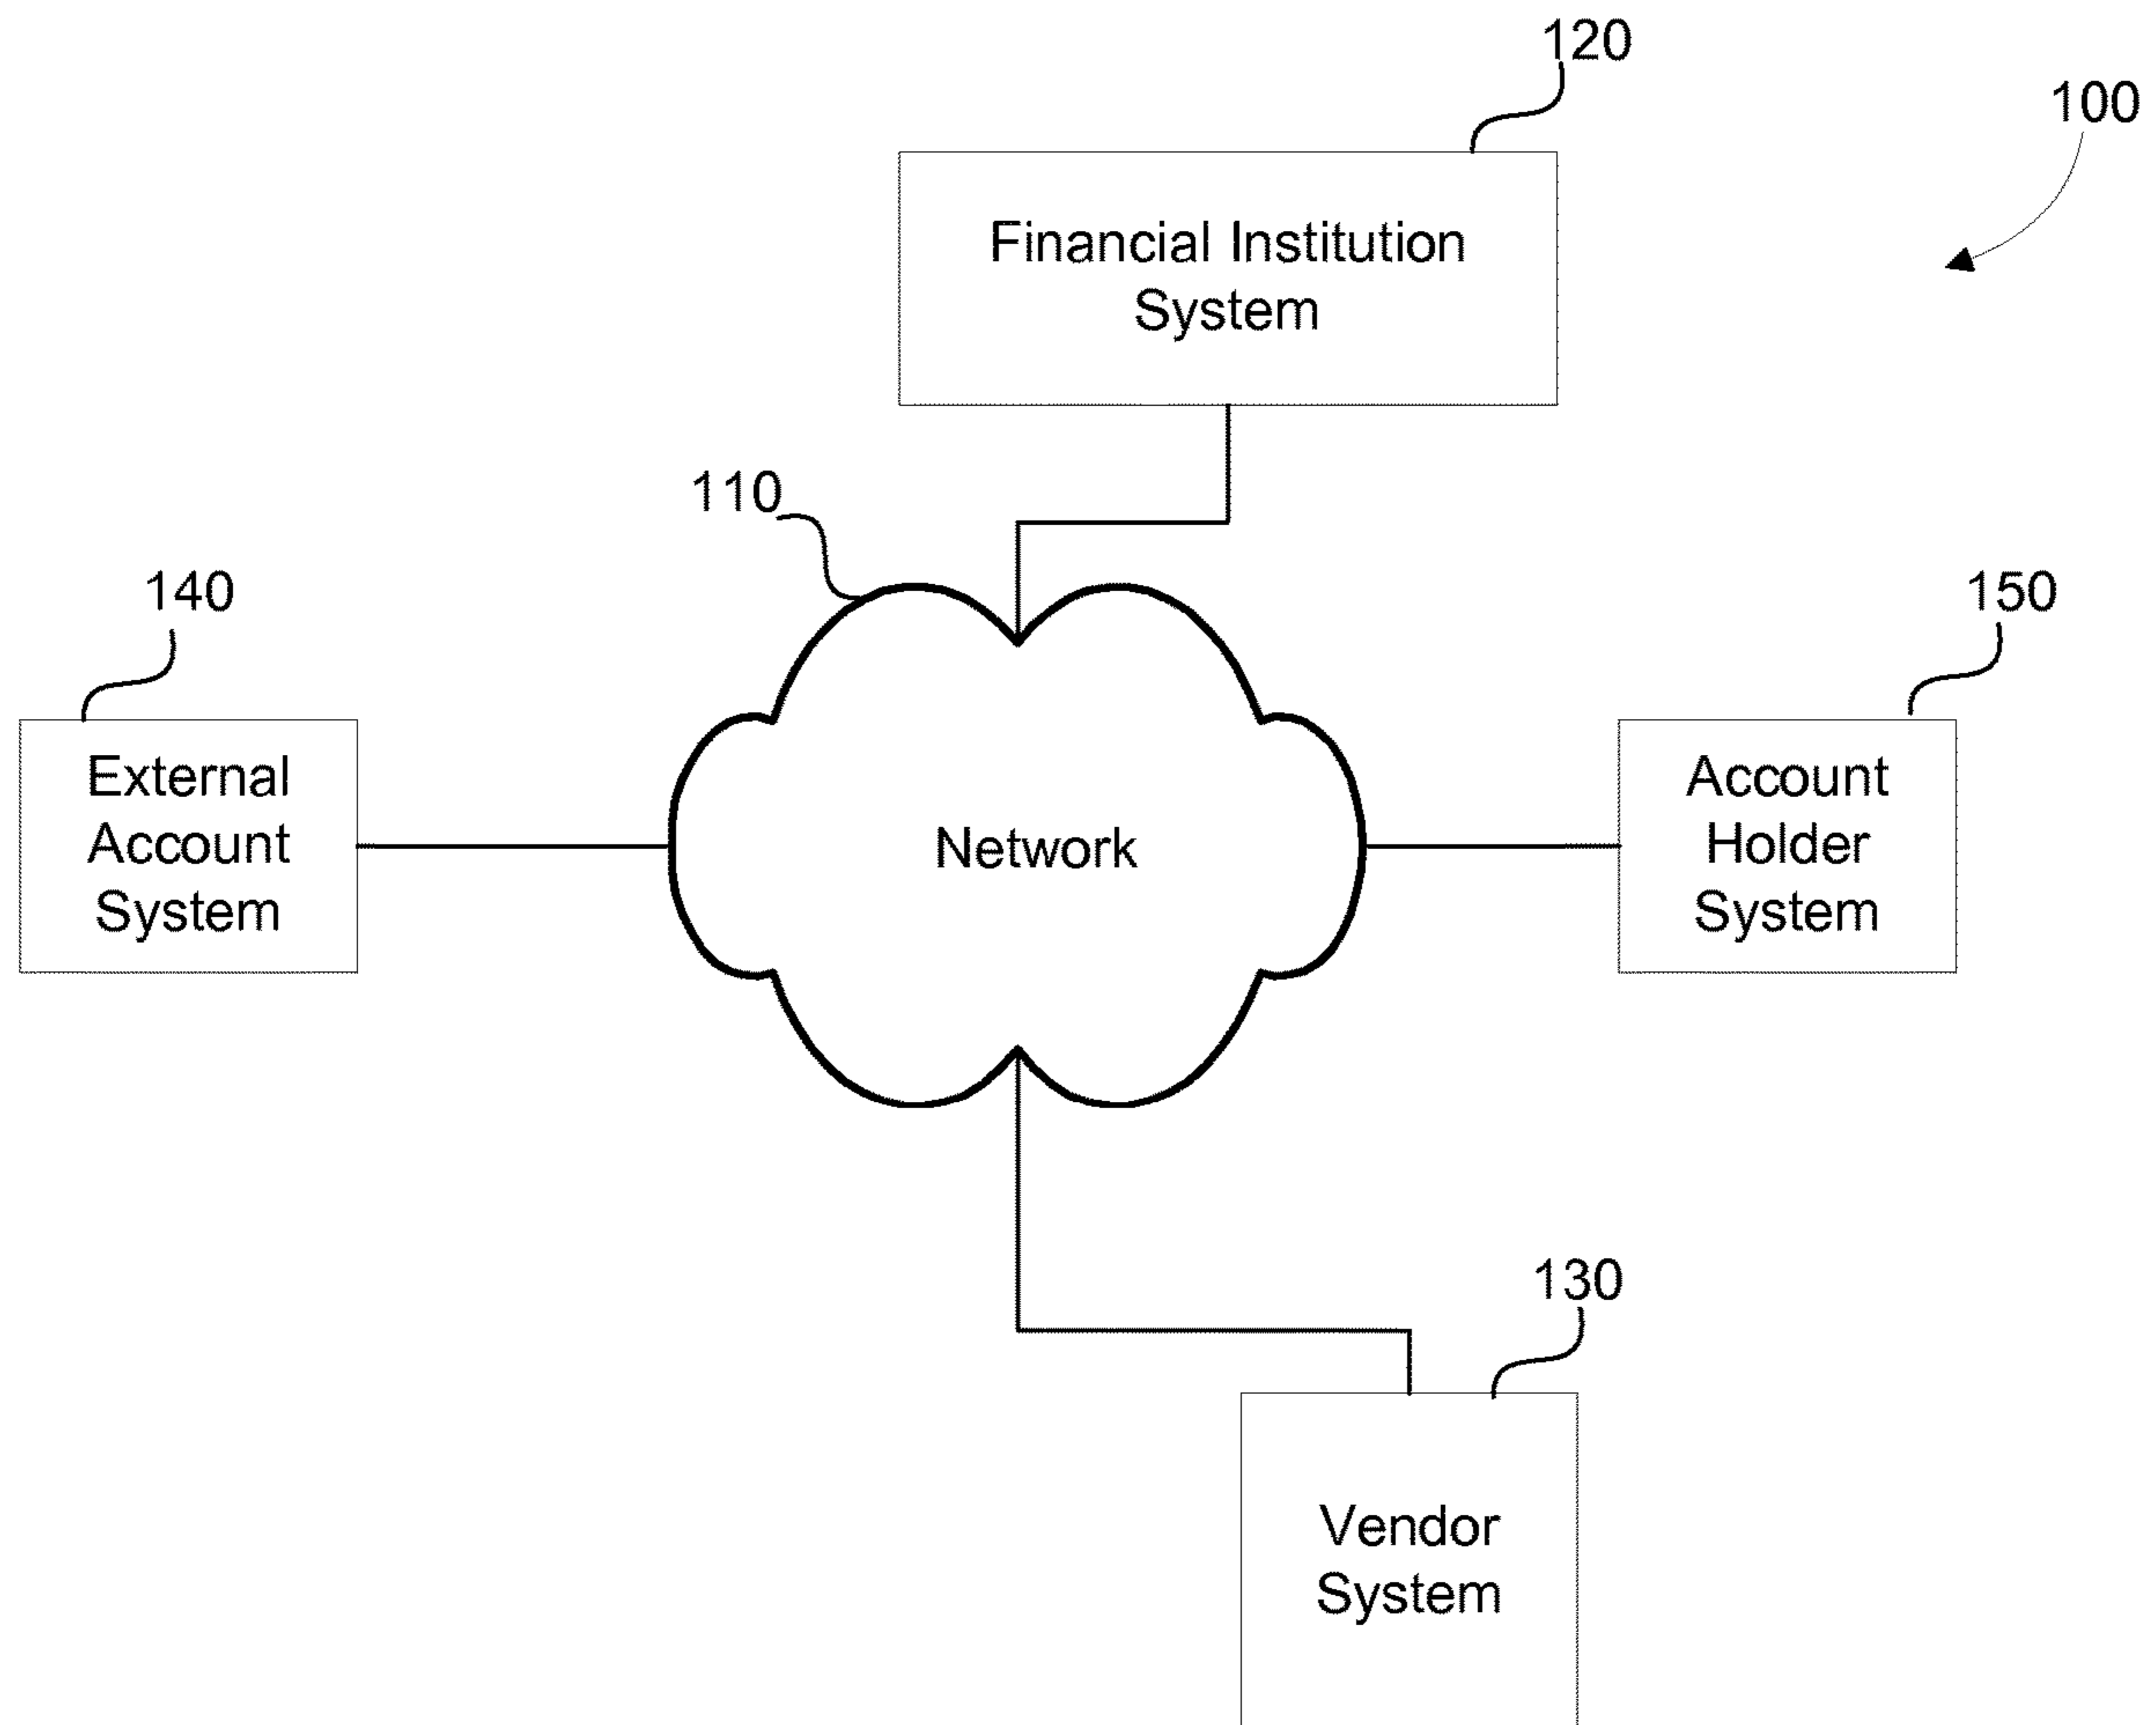 120
100
Financial Institution
System
110
140
150
External
Account
System
Network
Account
Holder
System
130
Vendor
System